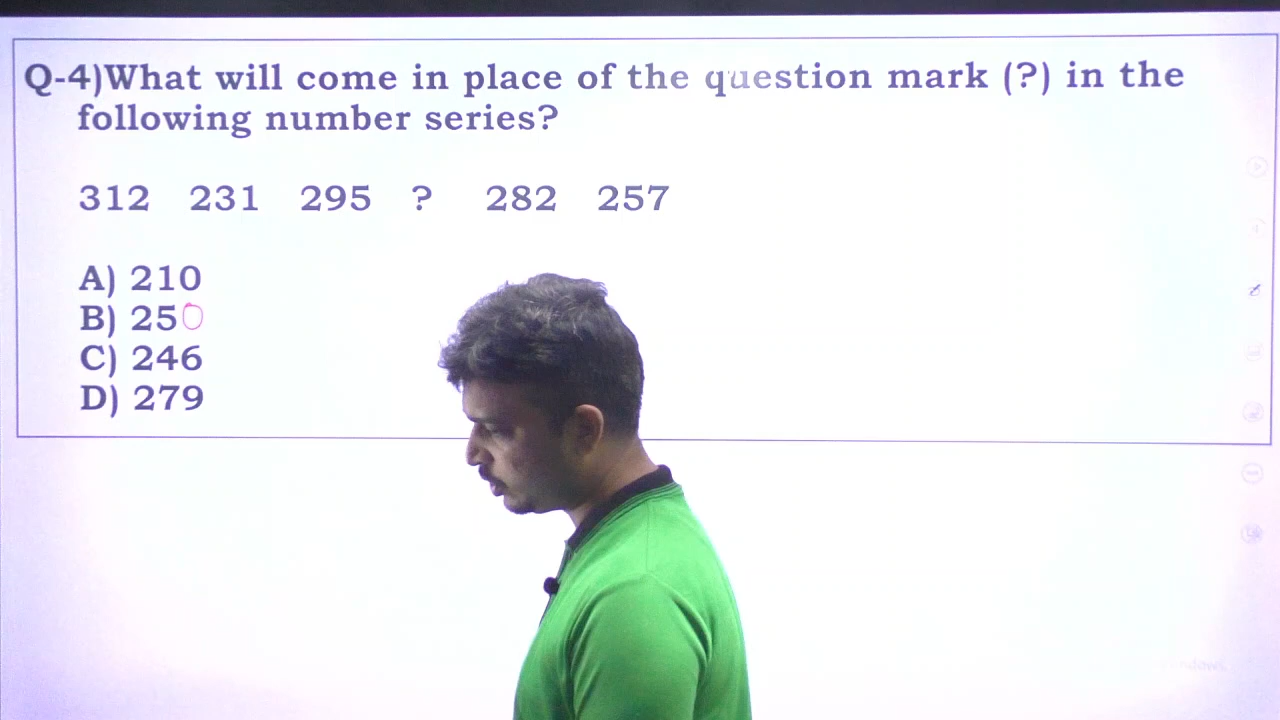 Q-4)What will come in place of the question mark (?) in the
following number series?
312 231 295 ? 282 257
A) 210
B) 250
C) 246
D) 279